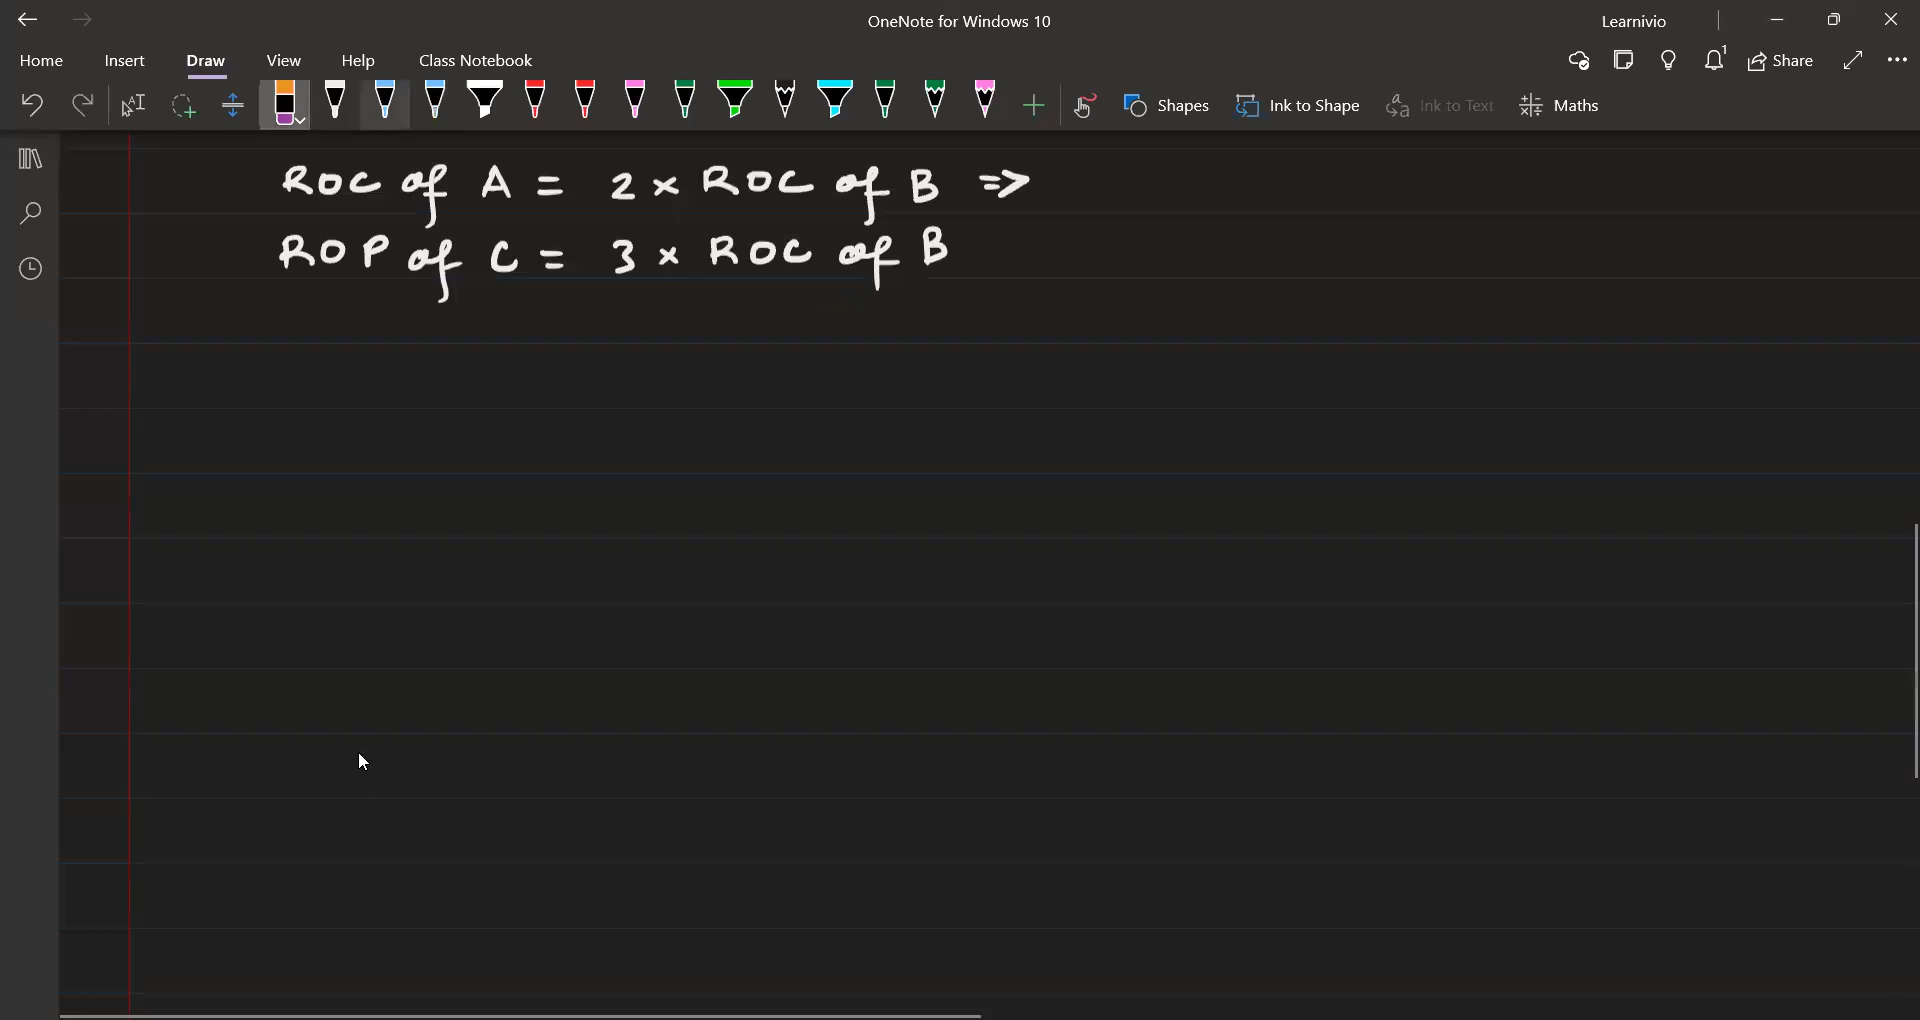 OneNote for Windows 10
Learnivio
Home Insert Draw View Help Class Notebook
1 Share
Shapes Ink to Shape Ink to Text Maths
ROC of A = 2 × ROC of B =>
ROP of C = 3 × ROC of B